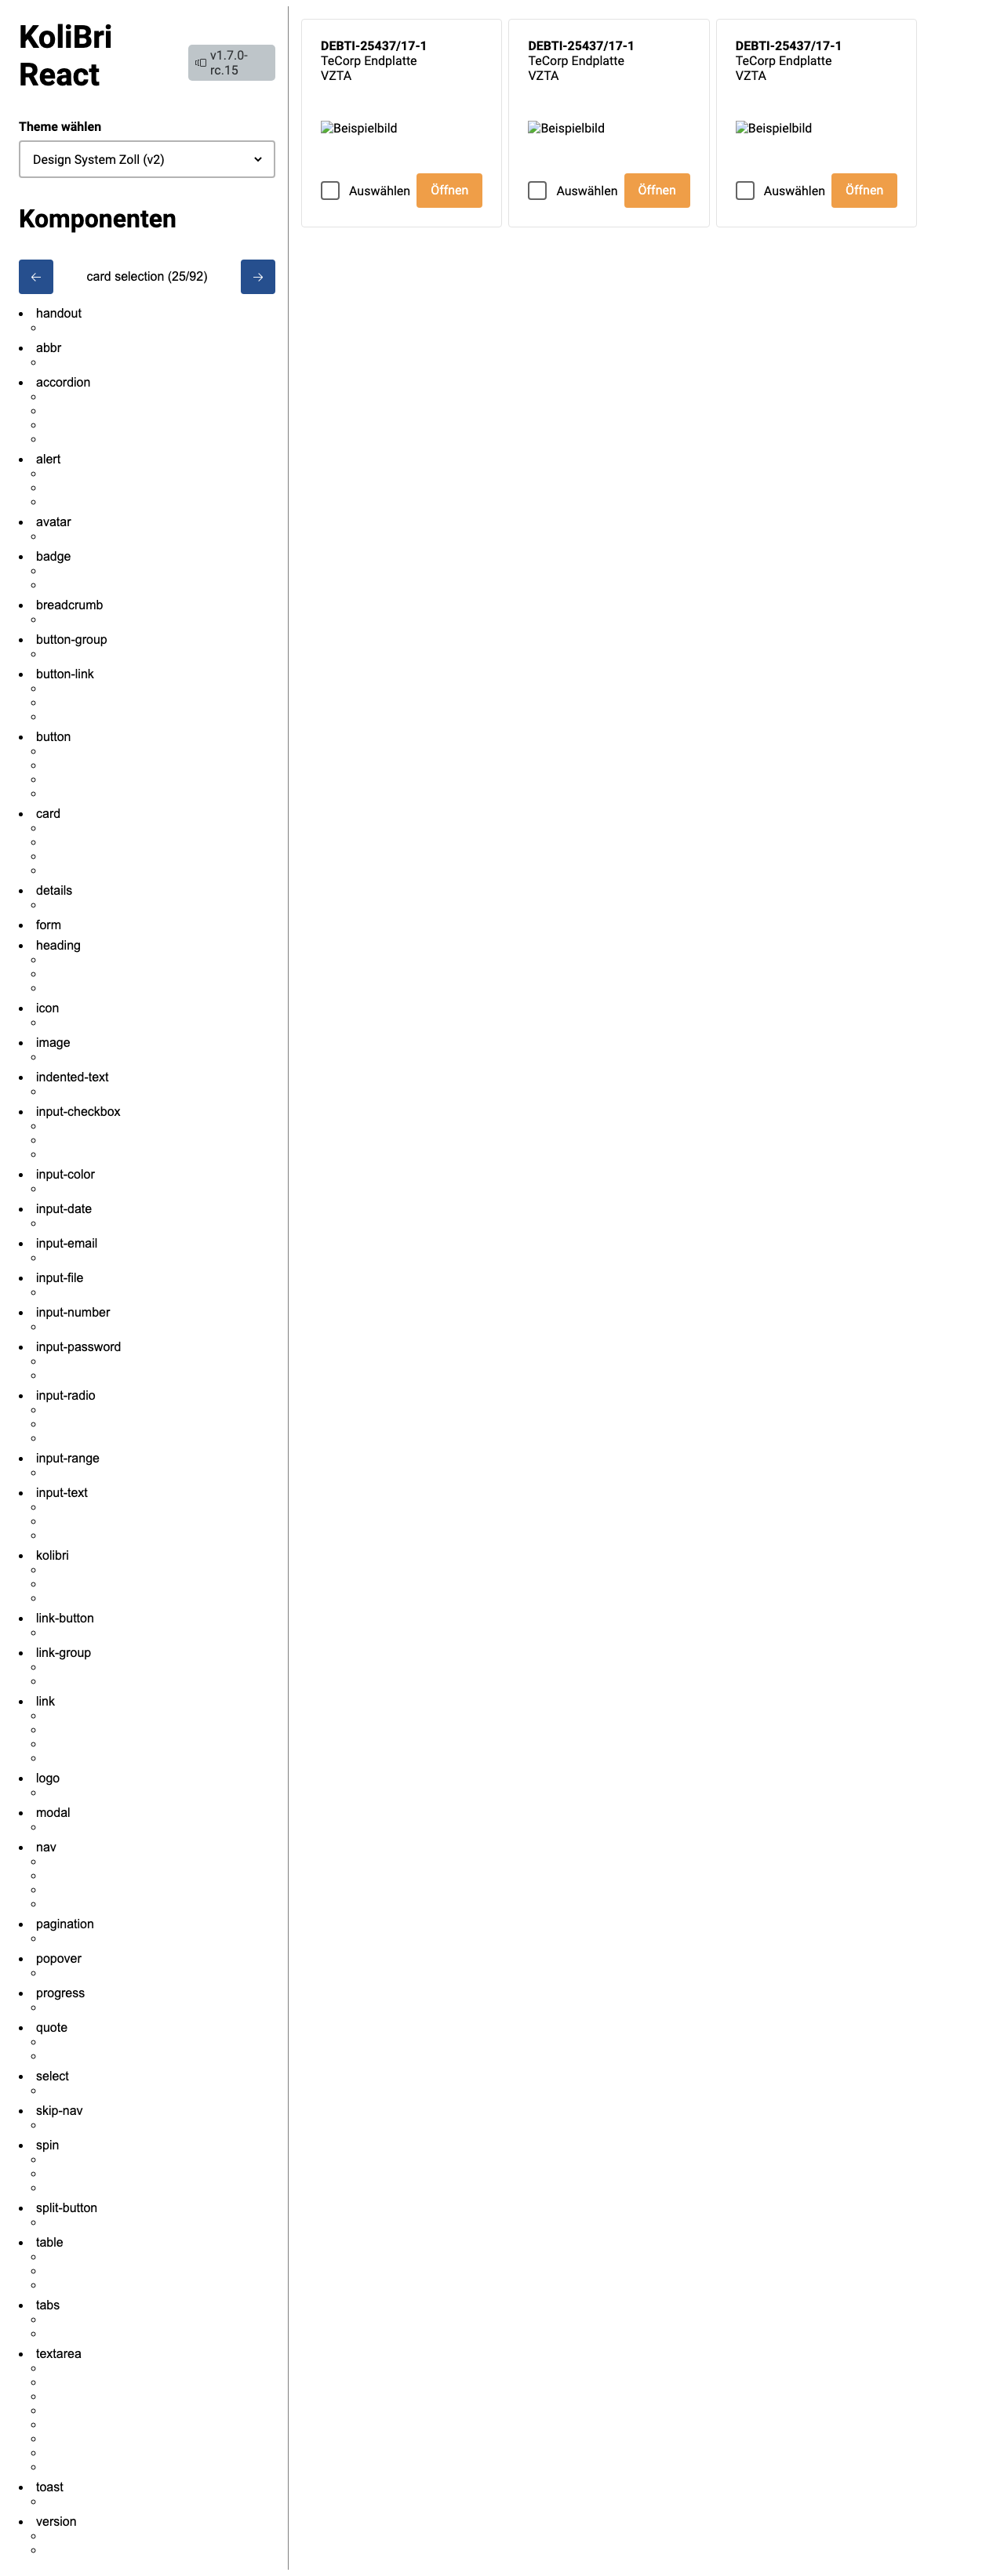 KoliBri
React
v1.7.0-
rc.15
Theme wählen
Design System Zoll (v2)
Komponenten
card selection (25/92)
handout
abbr
accordion
alert
avatar
badge
breadcrumb
button-group
button-link
button
card
details
form
heading
icon
image
indented-text
input-checkbox
input-color
input-date
input-email
input-file
input-number
input-password
input-radio
input-range
input-text
kolibri
link-button
link-group
link
logo
modal
nav
pagination
popover
progress
quote
select
skip-nav
spin
split-button
table
tabs
textarea
toast
version
DEBTI-25437/17-1
TeCorp Endplatte
VZTA
Beispielbild
Auswählen Öffnen
DEBTI-25437/17-1
TeCorp Endplatte
VZTA
Beispielbild
Auswählen Öffnen
DEBTI-25437/17-1
TeCorp Endplatte
VZTA
Beispielbild
Auswählen Öffnen